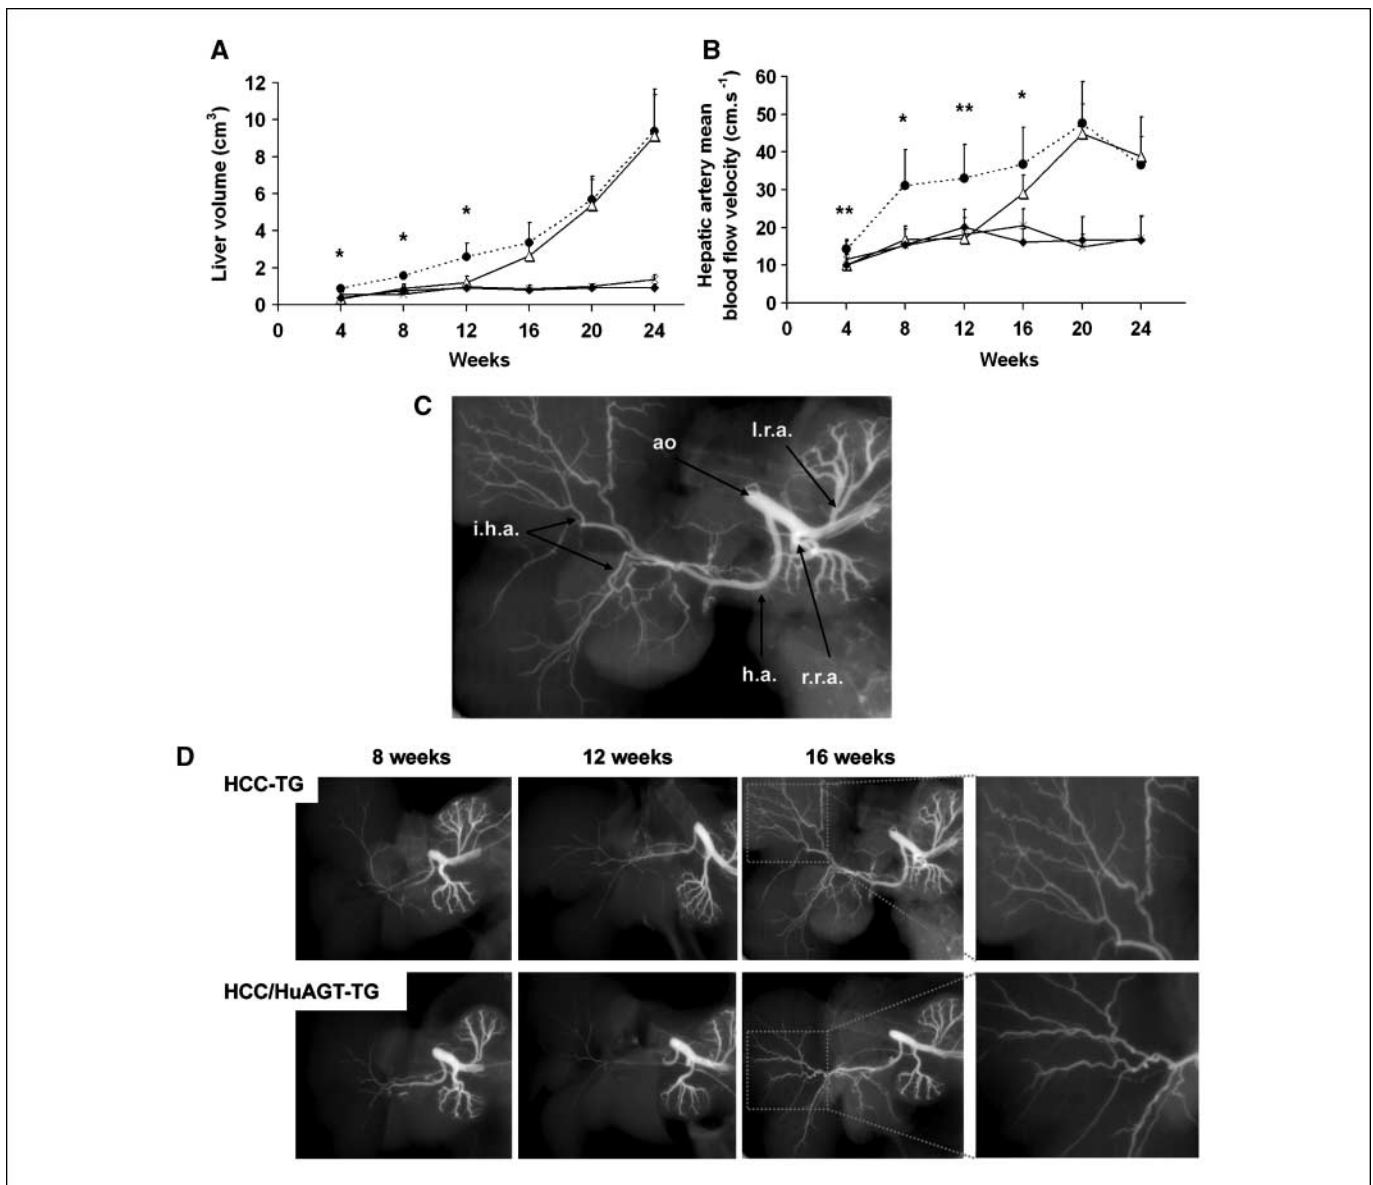 A
Liver volume (cm³)
12
10
8
6
4
2
0
*
*
*
0 4 8 12 16 20 24
Weeks
B
Hepatic artery mean
blood flow velocity (cm.s⁻¹)
60
50
40
30
20
10
0
**
*
**
*
0 4 8 12 16 20 24
Weeks
C
ao
l.r.a.
i.h.a.
h.a.
r.r.a.
D
8 weeks 12 weeks 16 weeks
HCC-TG
HCC/HuAGT-TG